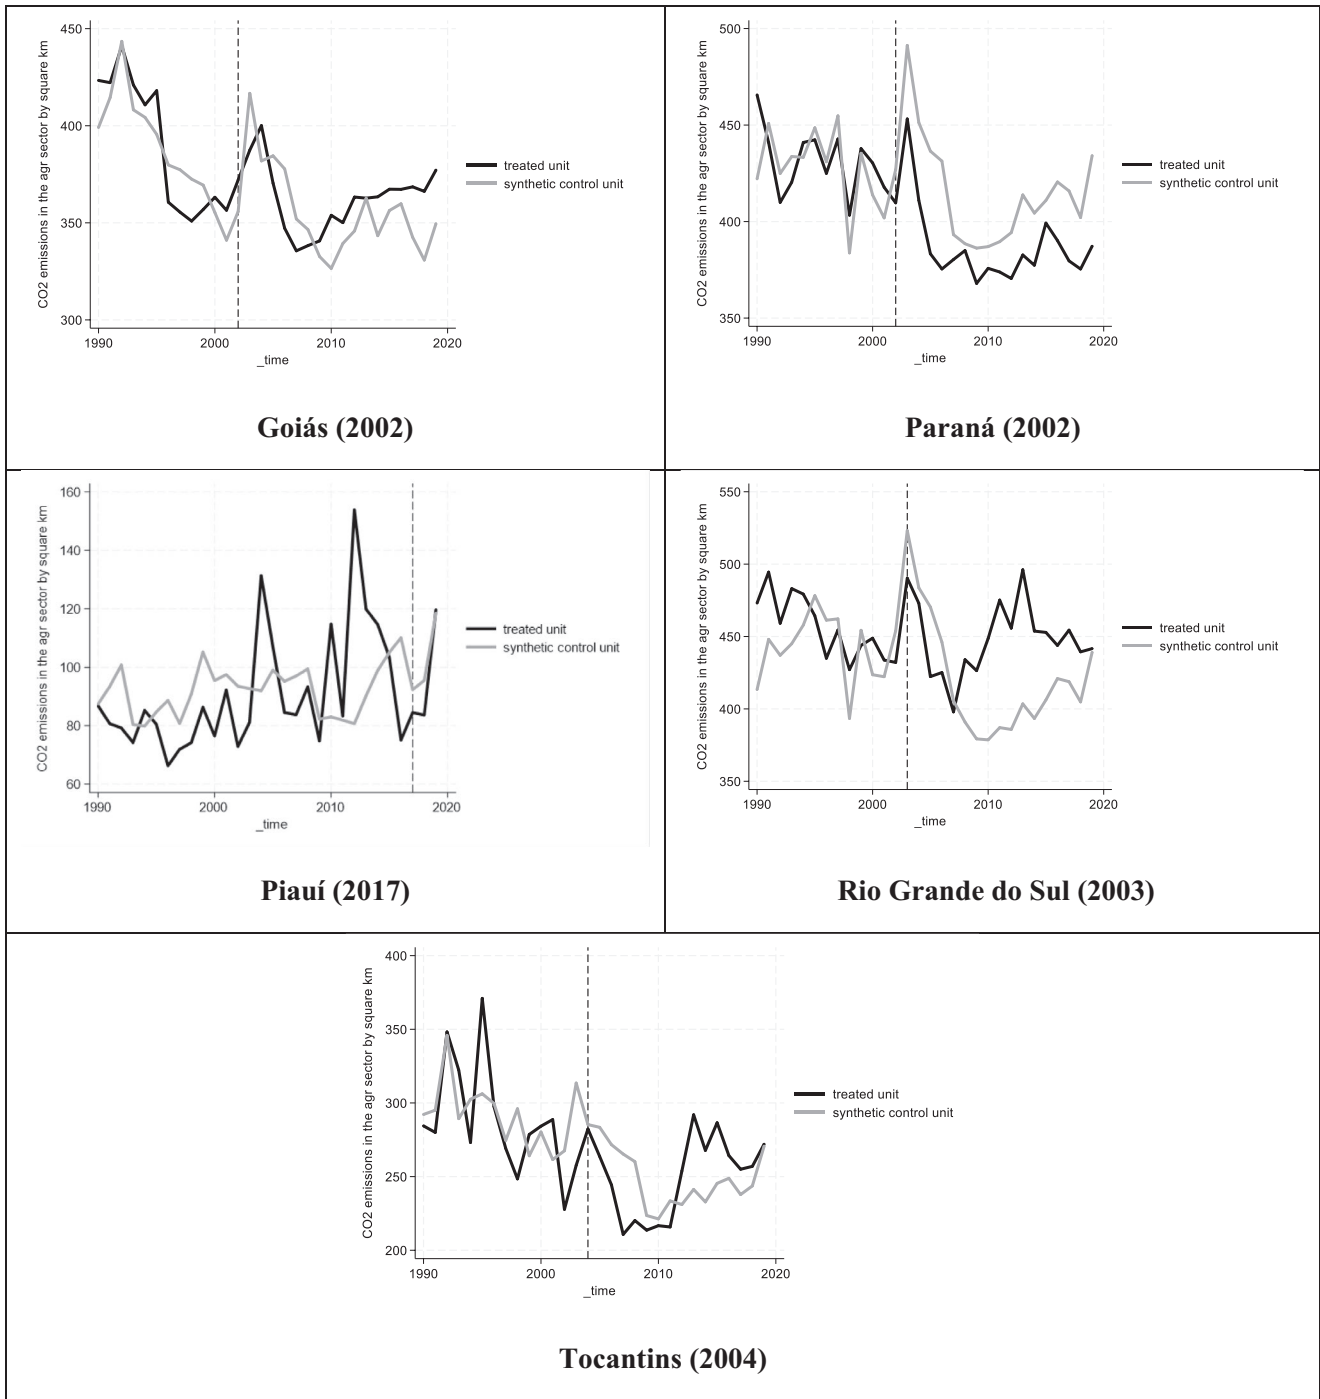 450
400
350
300
CO2 emissions in the agr sector by square km
1990
2000
2010
2020
_time
treated unit
synthetic control unit
Goiás (2002)
500
450
400
350
CO2 emissions in the agr sector by square km
1990
2000
2010
2020
_time
treated unit
synthetic control unit
Paraná (2002)
160
140
120
100
80
60
CO2 emissions in the agr sector by square km
1990
2000
2010
2020
_time
treated unit
synthetic control unit
Piauí (2017)
550
500
450
400
350
CO2 emissions in the agr sector by square km
1990
2000
2010
2020
_time
treated unit
synthetic control unit
Rio Grande do Sul (2003)
400
350
300
250
200
CO2 emissions in the agr sector by square km
1990
2000
2010
2020
_time
treated unit
synthetic control unit
Tocantins (2004)